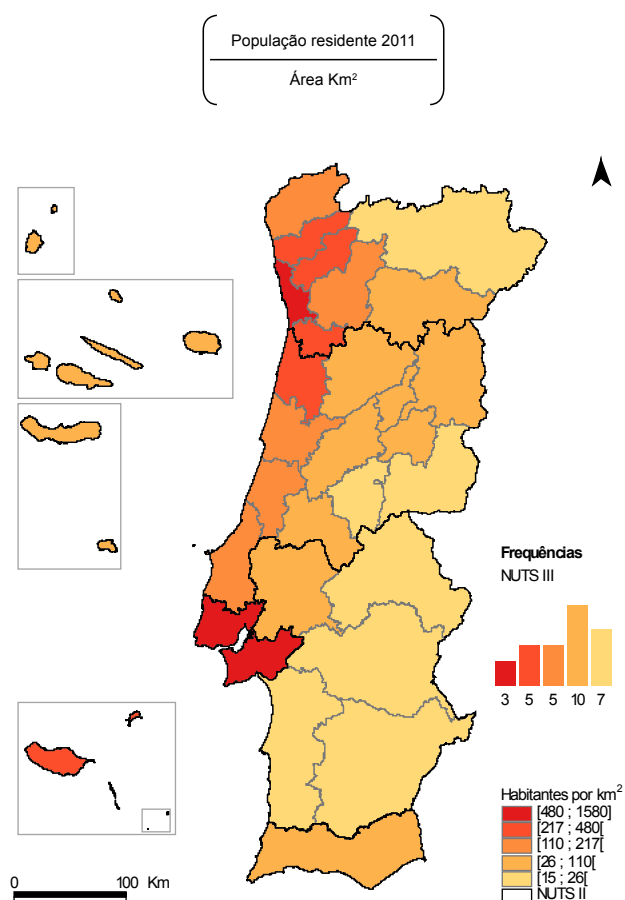 População residente 2011
Área Km²
Frequências
NUTS III
3 5 5 10 7
Habitantes por km²
[480 ; 1580]
[217 ; 480[
[110 ; 217[
[26 ; 110[
[15 ; 26[
NUTS II
0 100 Km